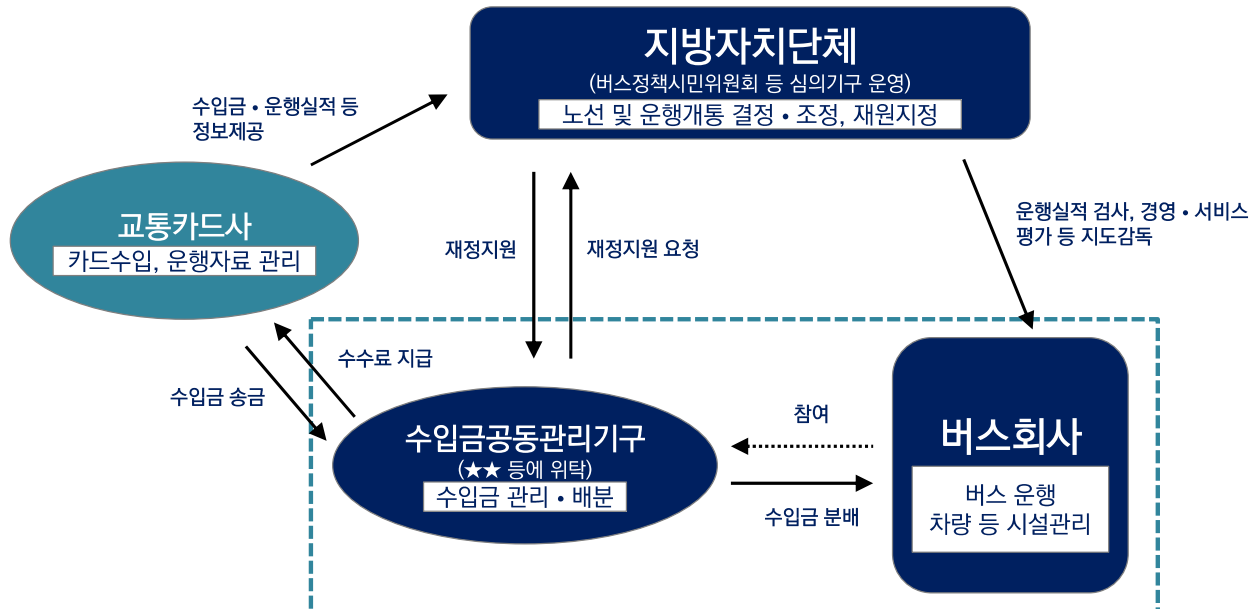 지방자치단체
(버스정책시민위원회 등 심의기구 운영)
노선 및 운행개통 결정 • 조정, 재원지정
수입금 • 운행실적 등
정보제공
교통카드사
카드수입, 운행자료 관리
재정지원
재정지원 요청
운행실적 검사, 경영 • 서비스
평가 등 지도감독
수수료 지급
수입금 송금
수입금공동관리기구
(★★ 등에 위탁)
수입금 관리 • 배분
참여
수입금 분배
버스회사
버스 운행
차량 등 시설관리